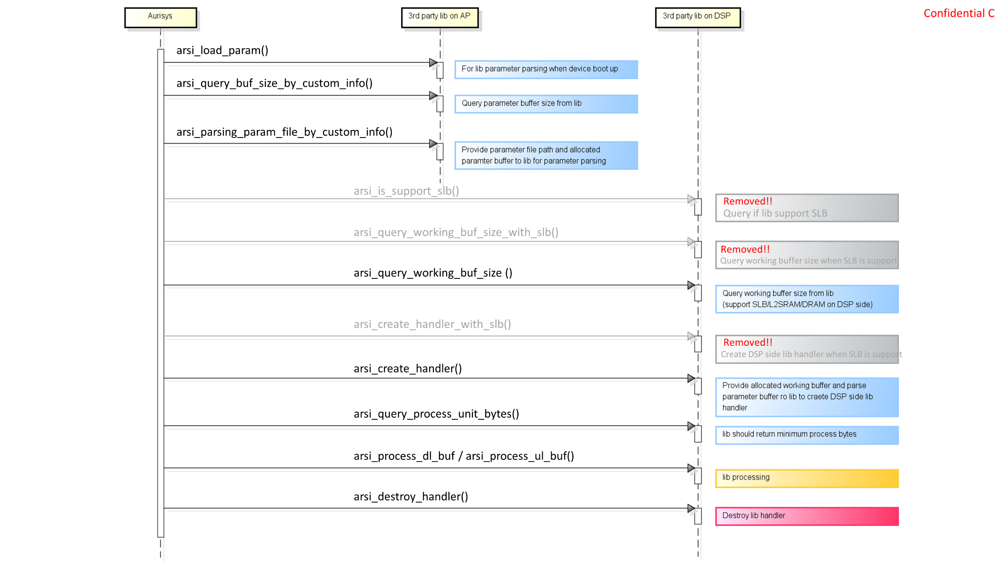 Aurisys
3rd party lib on AP
3rd party lib on DSP
Confidential C
arsi_load_param()
For lib parameter parsing when device boot up
arsi_query_buf_size_by_custom_info()
Query parameter buffer size from lib
arsi_parsing_param_file_by_custom_info()
Provide parameter file path and allocated
paramter buffer to lib for parameter parsing
arsi_is_support_slb()
Removed!!
Query if lib support SLB
arsi_query_working_buf_size_with_slb()
Removed!!
Query working buffer size when SLB is support
arsi_query_working_buf_size ()
Query working buffer size from lib
(support SLB/L2SRAM/DRAM on DSP side)
arsi_create_handler_with_slb()
Removed!!
Create DSP side lib handler when SLB is support
arsi_create_handler()
Provide allocated working buffer and parse
parameter buffer ro lib to craete DSP side lib
handler
arsi_query_process_unit_bytes()
lib should return minimum process bytes
arsi_process_dl_buf / arsi_process_ul_buf()
lib processing
arsi_destroy_handler()
Destroy lib handler